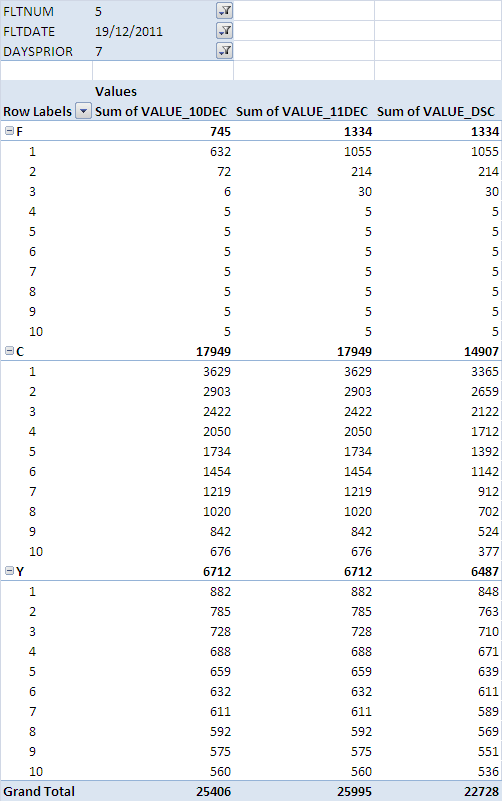 FLTNUM 5
FLTDATE 19/12/2011
DAYSPRIOR 7
Values
Row Labels Sum of VALUE_10DEC Sum of VALUE_11DEC Sum of VALUE_DSC
F 745 1334 1334
1 632 1055 1055
2 72 214 214
3 6 30 30
4 5 5 5
5 5 5 5
6 5 5 5
7 5 5 5
8 5 5 5
9 5 5 5
10 5 5 5
C 17949 17949 14907
1 3629 3629 3365
2 2903 2903 2659
3 2422 2422 2122
4 2050 2050 1712
5 1734 1734 1392
6 1454 1454 1142
7 1219 1219 912
8 1020 1020 702
9 842 842 524
10 676 676 377
Y 6712 6712 6487
1 882 882 848
2 785 785 763
3 728 728 710
4 688 688 671
5 659 659 639
6 632 632 611
7 611 611 589
8 592 592 569
9 575 575 551
10 560 560 536
Grand Total 25406 25995 22728